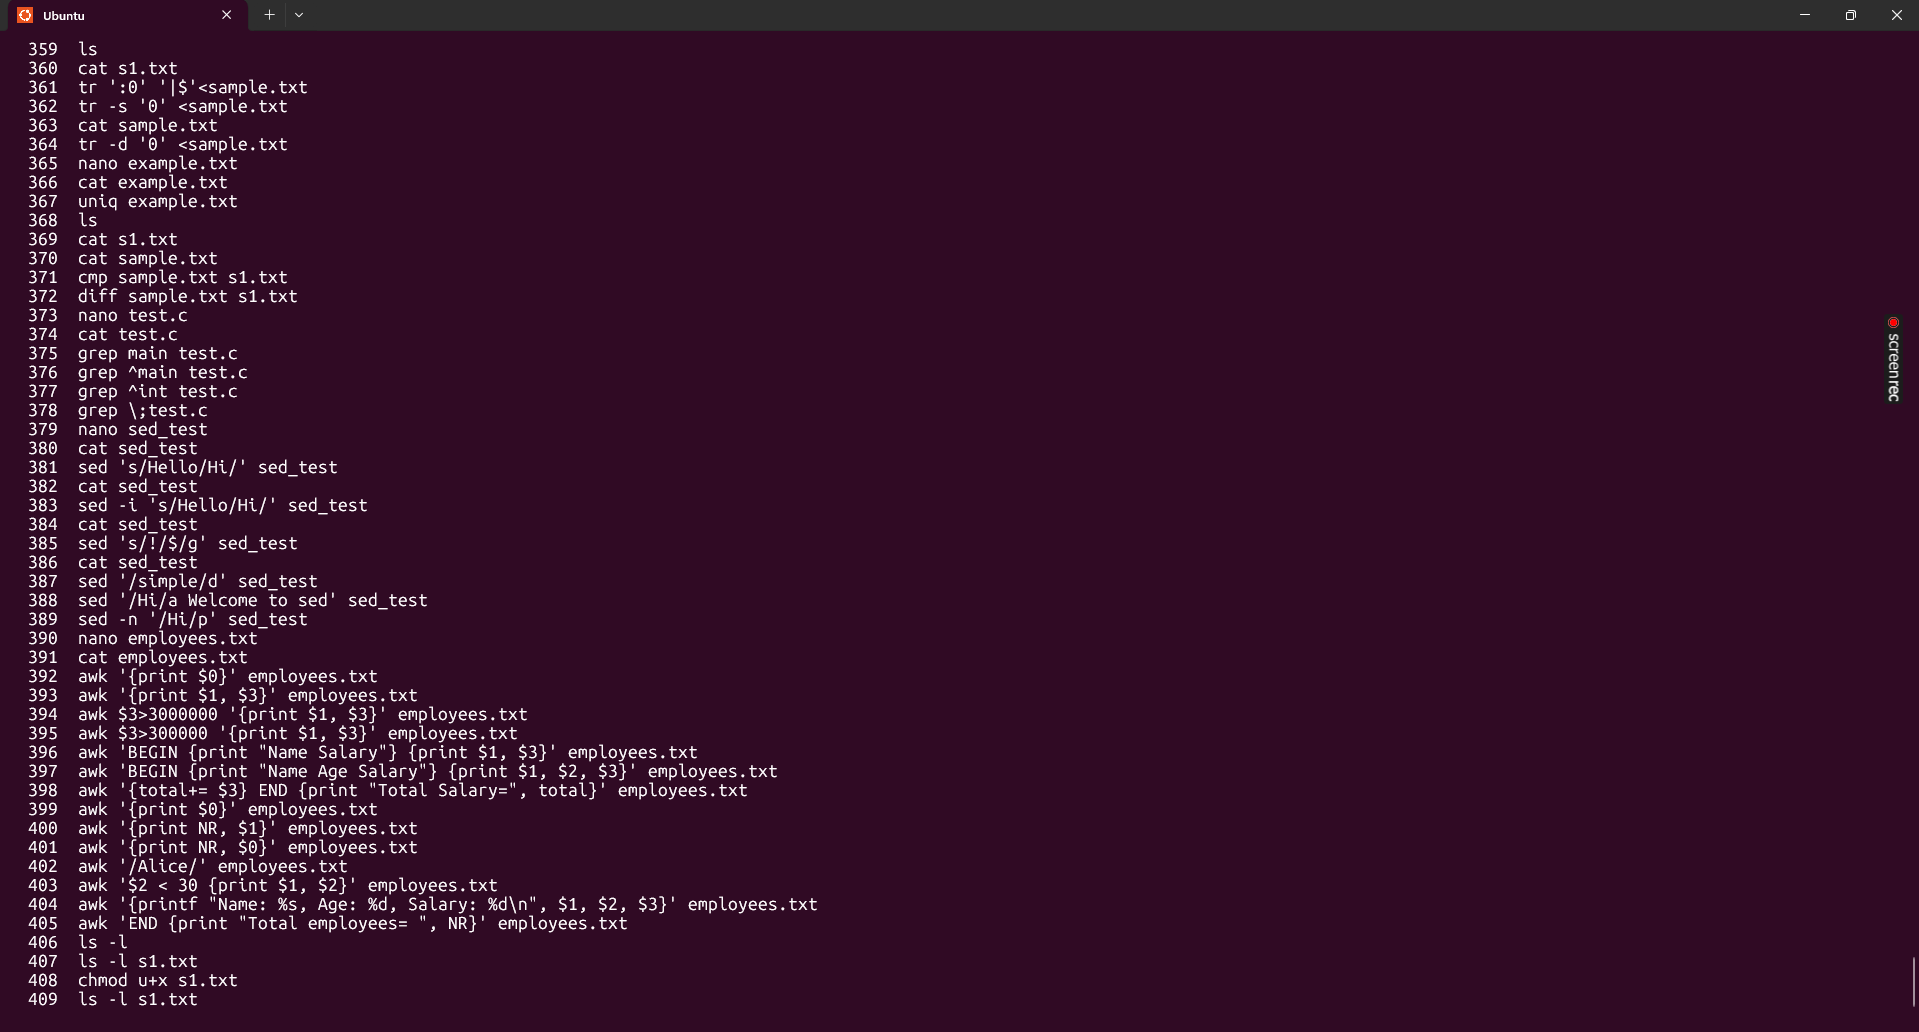 Ubuntu
359 ls
360 cat s1.txt
361 tr ':0' '|$'<sample.txt
362 tr -s '0' <sample.txt
363 cat sample.txt
364 tr -d '0' <sample.txt
365 nano example.txt
366 cat example.txt
367 uniq example.txt
368 ls
369 cat s1.txt
370 cat sample.txt
371 cmp sample.txt s1.txt
372 diff sample.txt s1.txt
373 nano test.c
374 cat test.c
375 grep main test.c
376 grep ^main test.c
377 grep ^int test.c
378 grep \;test.c
379 nano sed_test
380 cat sed_test
381 sed 's/Hello/Hi/' sed_test
382 cat sed_test
383 sed -i 's/Hello/Hi/' sed_test
384 cat sed_test
385 sed 's/!/$/g' sed_test
386 cat sed_test
387 sed '/simple/d' sed_test
388 sed '/Hi/a Welcome to sed' sed_test
389 sed -n '/Hi/p' sed_test
390 nano employees.txt
391 cat employees.txt
392 awk '{print $0}' employees.txt
393 awk '{print $1, $3}' employees.txt
394 awk $3>3000000 '{print $1, $3}' employees.txt
395 awk $3>300000 '{print $1, $3}' employees.txt
396 awk 'BEGIN {print "Name Salary"} {print $1, $3}' employees.txt
397 awk 'BEGIN {print "Name Age Salary"} {print $1, $2, $3}' employees.txt
398 awk '{total+= $3} END {print "Total Salary=", total}' employees.txt
399 awk '{print $0}' employees.txt
400 awk '{print NR, $1}' employees.txt
401 awk '{print NR, $0}' employees.txt
402 awk '/Alice/' employees.txt
403 awk '$2 < 30 {print $1, $2}' employees.txt
404 awk '{printf "Name: %s, Age: %d, Salary: %d\n", $1, $2, $3}' employees.txt
405 awk 'END {print "Total employees= ", NR}' employees.txt
406 ls -l
407 ls -l s1.txt
408 chmod u+x s1.txt
409 ls -l s1.txt
screenrec